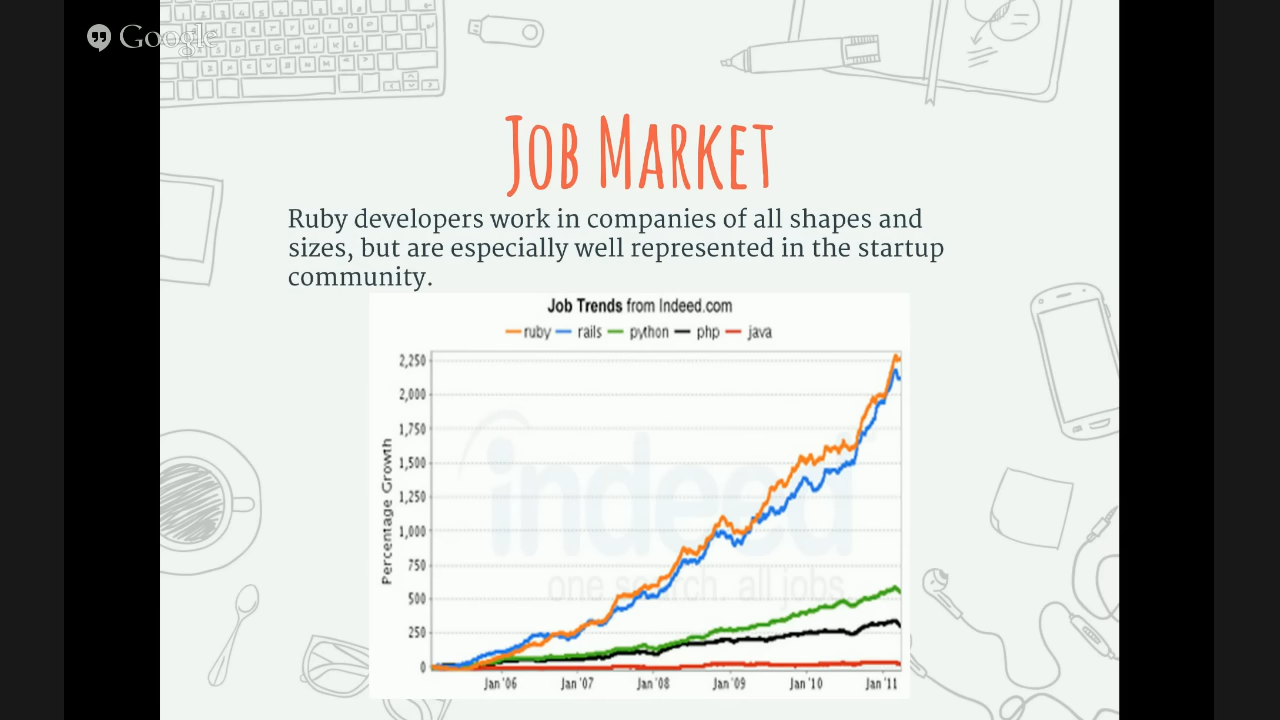 Google
Job Market
Ruby developers work in companies of all shapes and
sizes, but are especially well represented in the startup
community.
Job Trends from Indeed.com
ruby rails python php java
2,250
2,000
1,750
1,500
1,250
1,000
750
500
250
0
Percentage Growth
indeed
one search. all jobs.
Jan '06 Jan '07 Jan '08 Jan '09 Jan '10 Jan '11